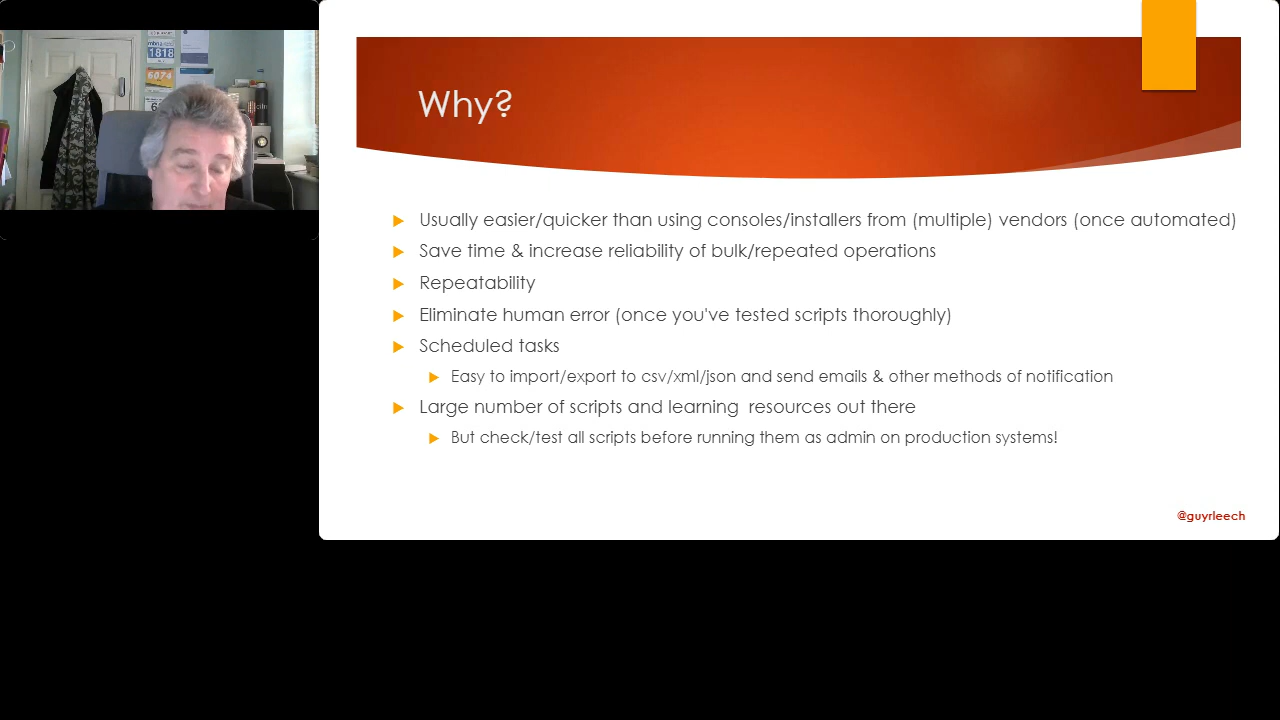 1818
6074
Why?
Usually easier/quicker than using consoles/installers from (multiple) vendors (once automated)
Save time & increase reliability of bulk/repeated operations
Repeatability
Eliminate human error (once you've tested scripts thoroughly)
Scheduled tasks
Easy to import/export to csv/xml/json and send emails & other methods of notification
Large number of scripts and learning  resources out there
But check/test all scripts before running them as admin on production systems!
@guyrleech